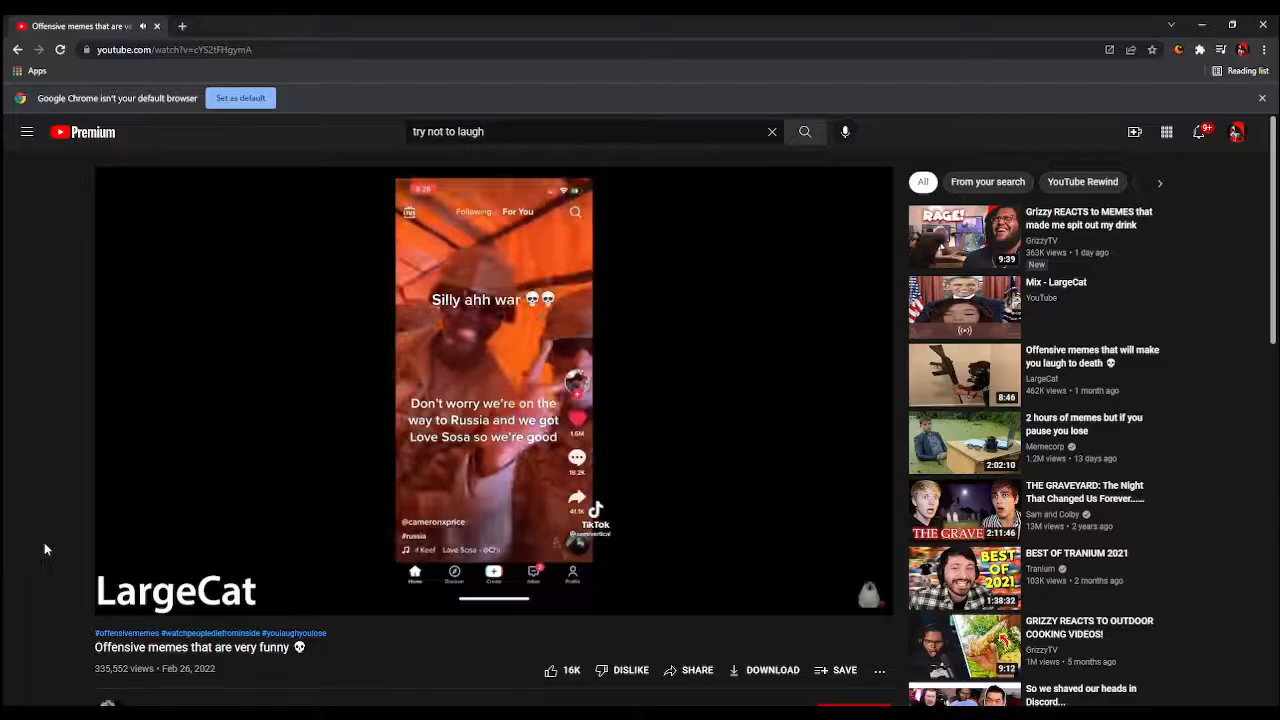 Offensive memes that are ve
youtube.com/watch?v=cYS2tFHgymA
Apps
Reading list
Google Chrome isn't your default browser
Set as default
Premium
try not to laugh
9+
8:26
LIVE
Following
For You
Silly ahh war 💀💀
Don't worry we're on the
way to Russia and we got
Love Sosa so we're good
1.6M
18.2K
41.1K
TikTok
@cameronxprice
#russia
f Keef Love Sosa - @Chi
Home
Discover
Create
Inbox
Profile
LargeCat
#offensivememes #watchpeoplediefrominside #youlaughyoulose
Offensive memes that are very funny 💀
335,552 views • Feb 26, 2022
16K
DISLIKE
SHARE
DOWNLOAD
SAVE
All
From your search
YouTube Rewind
RAGE!
9:39
Grizzy REACTS to MEMES that
made me spit out my drink
GrizzyTV
363K views • 1 day ago
New
Mix - LargeCat
YouTube
8:46
Offensive memes that will make
you laugh to death 💀
LargeCat
462K views • 1 month ago
2:02:10
2 hours of memes but if you
pause you lose
Memecorp
1.2M views • 13 days ago
THE GRAVE
2:11:46
THE GRAVEYARD: The Night
That Changed Us Forever......
Sam and Colby
13M views • 2 years ago
BEST OF
2021
1:38:32
BEST OF TRANIUM 2021
Tranium
103K views • 2 months ago
9:12
GRIZZY REACTS TO OUTDOOR
COOKING VIDEOS!
GrizzyTV
1M views • 5 months ago
So we shaved our heads in
Discord...